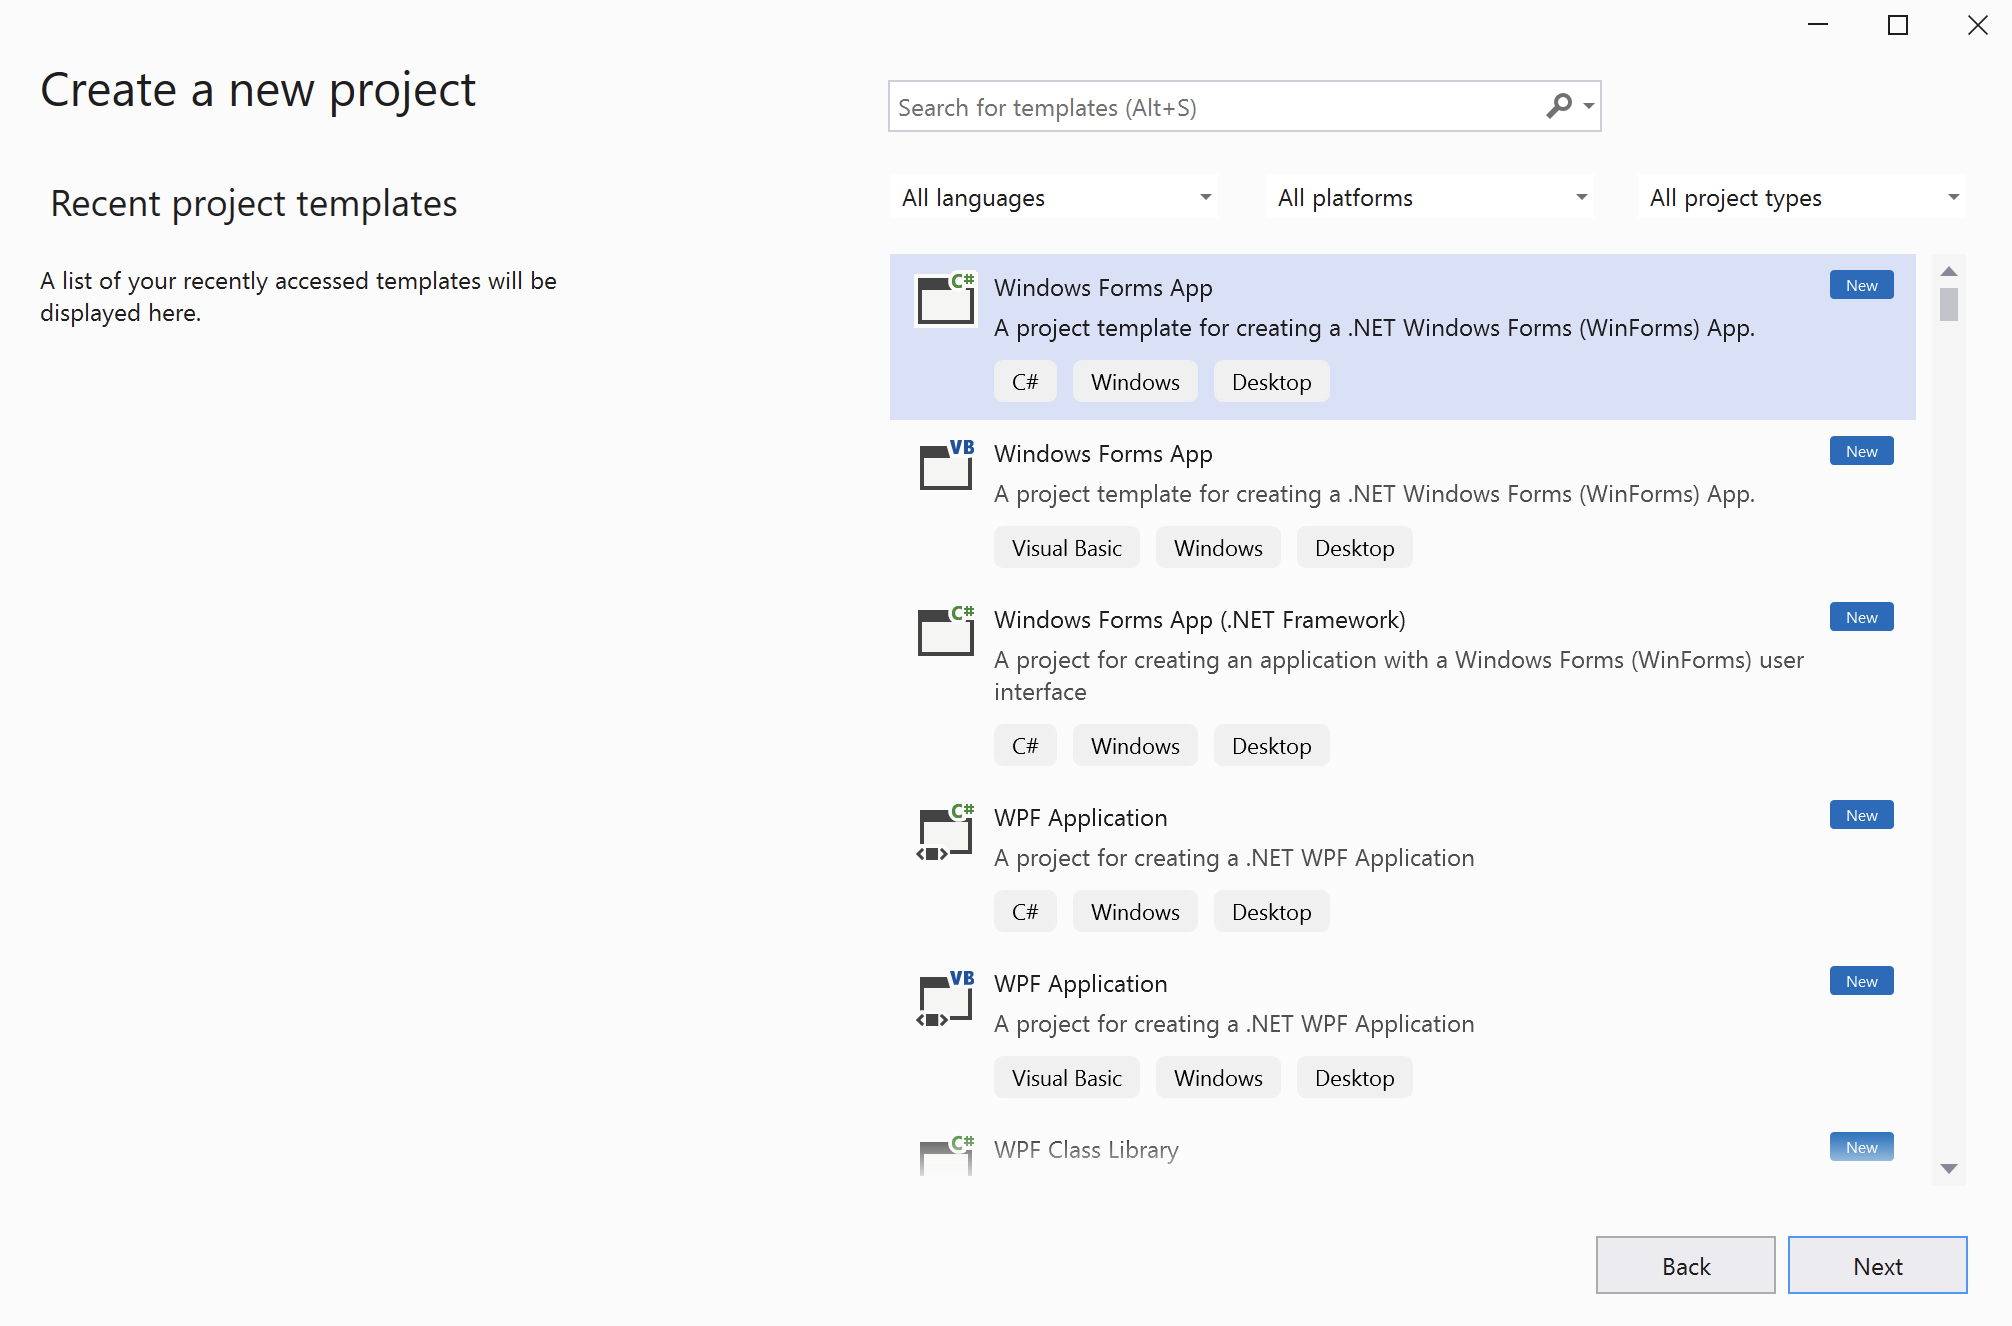 Create a new project
Search for templates (Alt+S)
Recent project templates
A list of your recently accessed templates will be
displayed here.
All languages
All platforms
All project types
C#
Windows Forms App
New
A project template for creating a .NET Windows Forms (WinForms) App.
C#
Windows
Desktop
VB
Windows Forms App
New
A project template for creating a .NET Windows Forms (WinForms) App.
Visual Basic
Windows
Desktop
C#
Windows Forms App (.NET Framework)
New
A project for creating an application with a Windows Forms (WinForms) user
interface
C#
Windows
Desktop
C#
WPF Application
New
A project for creating a .NET WPF Application
C#
Windows
Desktop
VB
WPF Application
New
A project for creating a .NET WPF Application
Visual Basic
Windows
Desktop
C#
WPF Class Library
New
Back
Next